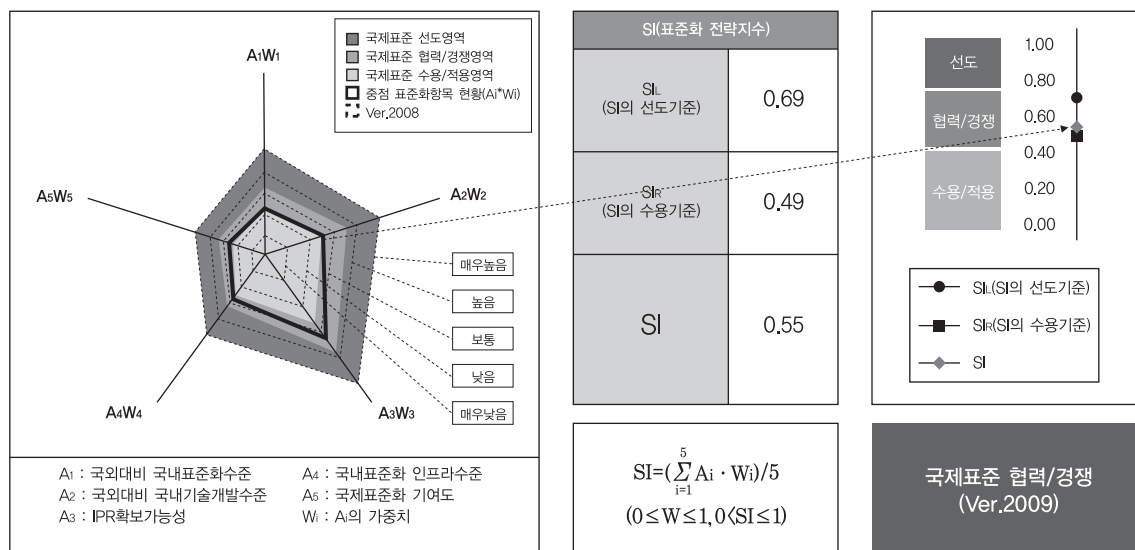 국제표준 선도영역
국제표준 협력/경쟁영역
국제표준 수용/적용영역
중점 표준화항목 현황(Ai*Wi)
Ver.2008
A1W1
A2W2
A3W3
A4W4
A5W5
매우높음
높음
보통
낮음
매우낮음
A1 : 국외대비 국내표준화수준
A2 : 국외대비 국내기술개발수준
A3 : IPR확보가능성
A4 : 국내표준화 인프라수준
A5 : 국제표준화 기여도
Wi : Ai의 가중치
SI(표준화 전략지수)
SIL
(SI의 선도기준)
0.69
SIR
(SI의 수용기준)
0.49
SI
0.55
SI=(∑Ai · Wi)/5
5
i=1
(0≤W≤1, 0<SI≤1)
선도
협력/경쟁
수용/적용
1.00
0.80
0.60
0.40
0.20
0.00
SIL(SI의 선도기준)
SIR(SI의 수용기준)
SI
국제표준 협력/경쟁
(Ver.2009)